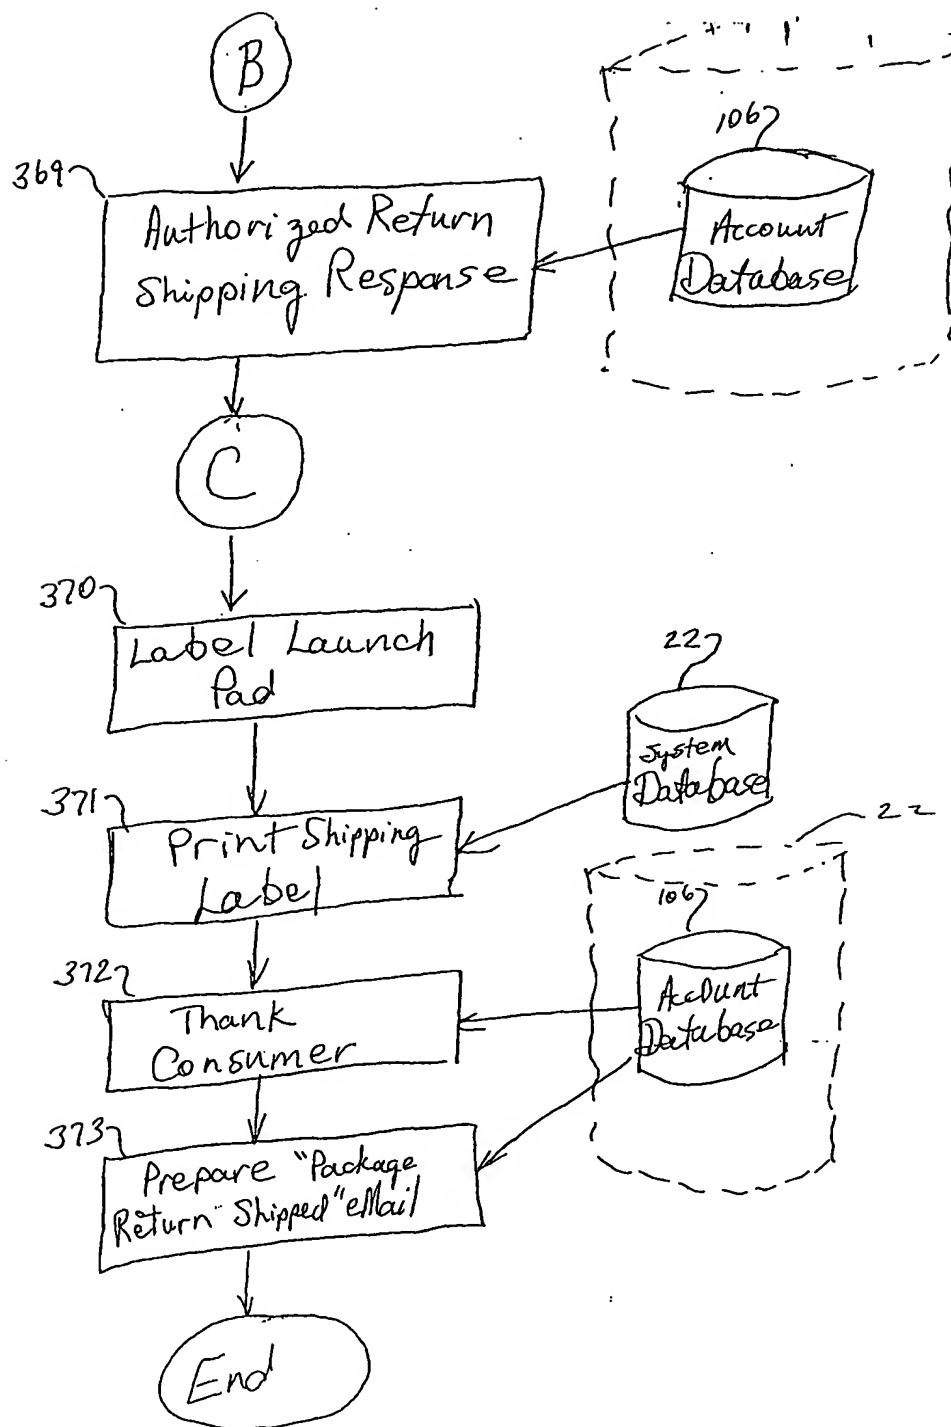 B
106
369
Authorized Return
Shipping Response
Account
Database
C
370
Label Launch
Pad
22
System
Database
371
Print Shipping
Label
22
106
372
Thank
Consumer
Account
Database
373
Prepare "Package
Return Shipped" eMail
End